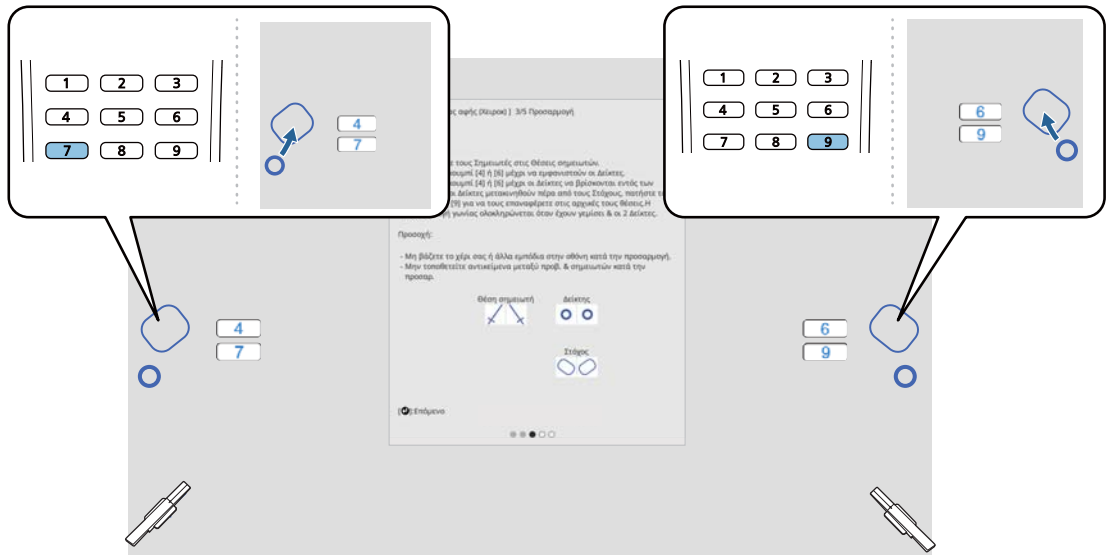 1 2 3
4 5 6
7 8 9
4
7
1 2 3
4 5 6
7 8 9
6
9
ς αφής (Χειροκ) ] 3/5 Προσαρμογή
ε τους Σημειωτές στις Θέσεις σημειωτών.
ουμπί [4] ή [6] μέχρι να εμφανιστούν οι Δείκτες.
ουμπί [4] ή [6] μέχρι οι Δείκτες να βρίσκονται εντός των
οι Δείκτες μετακινηθούν πέρα από τους Στόχους, πατήστε τ
[9] για να τους επαναφέρετε στις αρχικές τους θέσεις.Η
ή γωνίας ολοκληρώνεται όταν έχουν γεμίσει & οι 2 Δείκτες.
Προσοχή:
- Μη βάζετε το χέρι σας ή άλλα εμπόδια στην οθόνη κατά την προσαρμογή.
- Μην τοποθετείτε αντικείμενα μεταξύ προβ. & σημειωτών κατά την
προσαρ.
Θέση σημειωτή Δείκτης
Στόχος
4
7
6
9
[ ]:Επόμενο